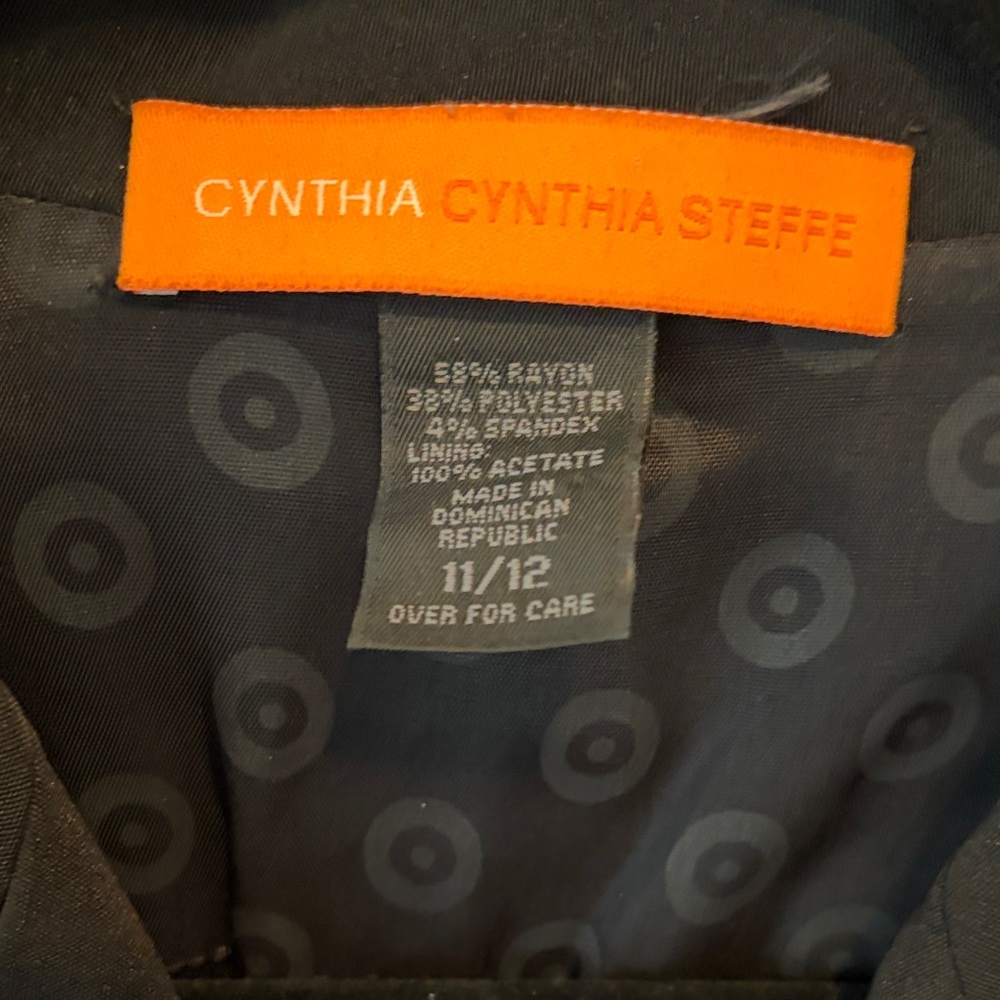 CYNTHIA CYNTHIA STEFFE
58% RAYON
38% POLYESTER
4% SPANDEX
LINING:
100% ACETATE
MADE IN
DOMINICAN
REPUBLIC
11/12
OVER FOR CARE